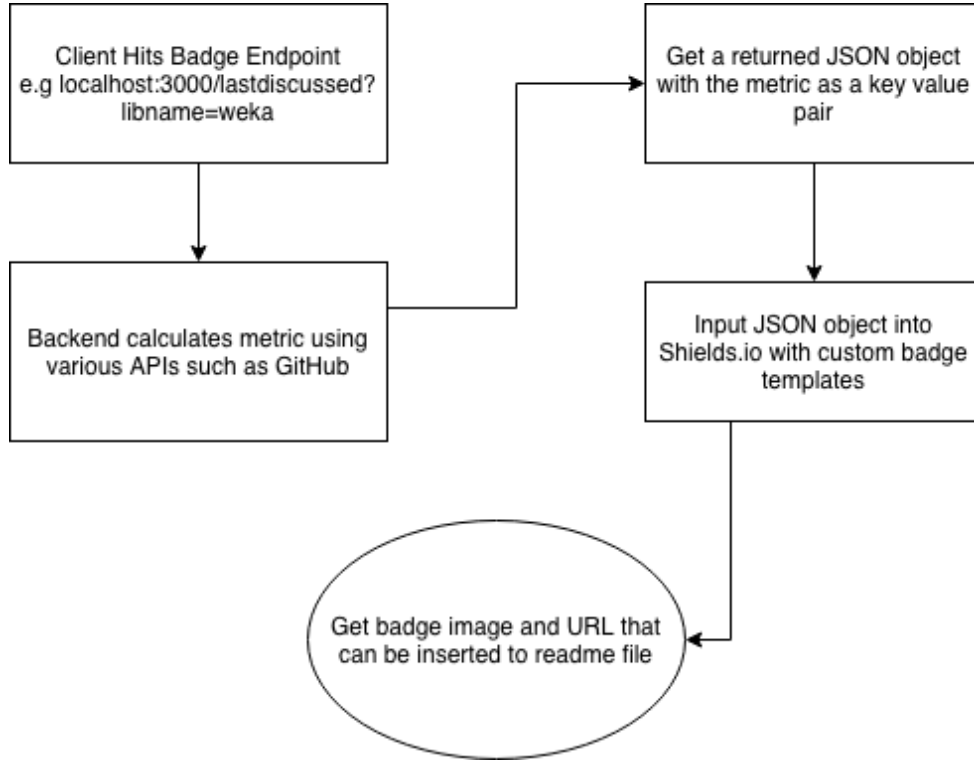 Client Hits Badge Endpoint
e.g localhost:3000/lastdiscussed?
libname=weka
Backend calculates metric using
various APIs such as GitHub
Get a returned JSON object
with the metric as a key value
pair
Input JSON object into
Shields.io with custom badge
templates
Get badge image and URL that
can be inserted to readme file